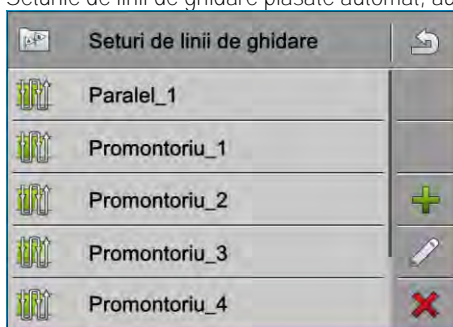 Seturi de linii de ghidare
Paralel_1
Promontoriu_1
Promontoriu_2
Promontoriu_3
Promontoriu_4